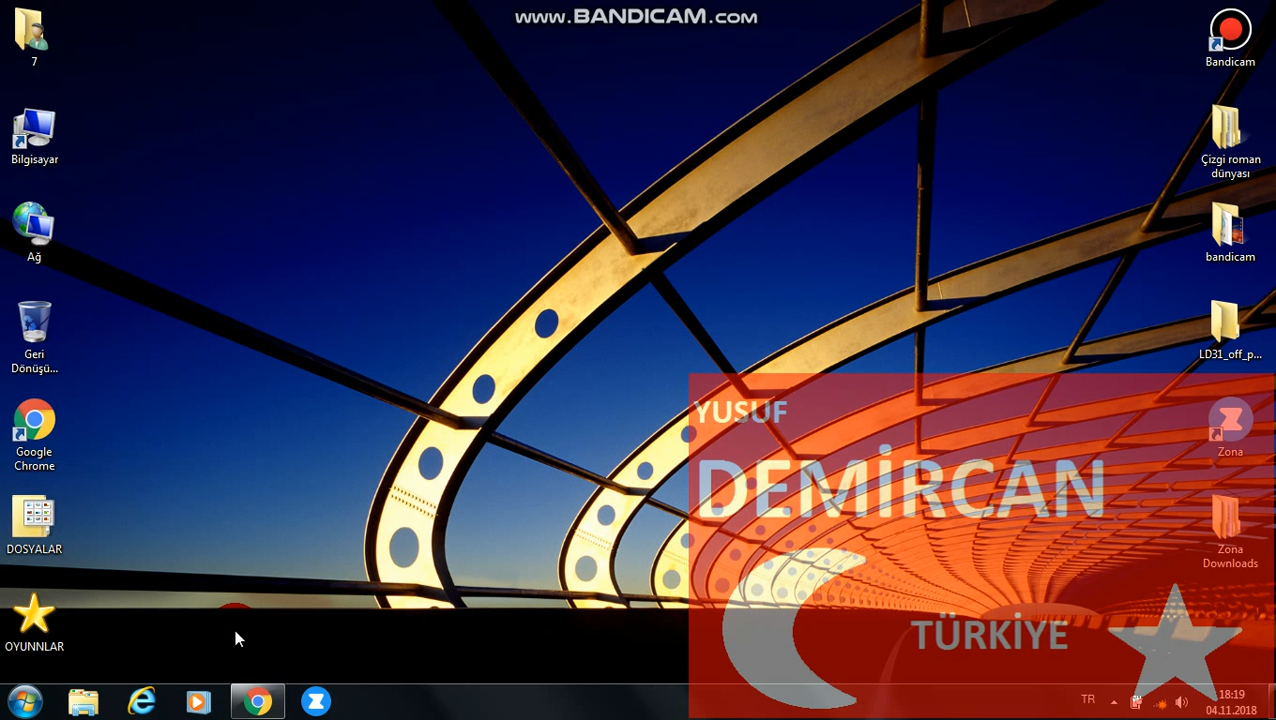 www.BANDICAM.com
7
Bilgisayar
Ağ
Geri
Dönüşü...
Google
Chrome
DOSYALAR
OYUNNLAR
Bandicam
Çizgi roman
dünyası
bandicam
LD31_off_p...
Zona
Zona
Downloads
YUSUF
DEMİRCAN
TÜRKİYE
TR
18:19
04.11.2018